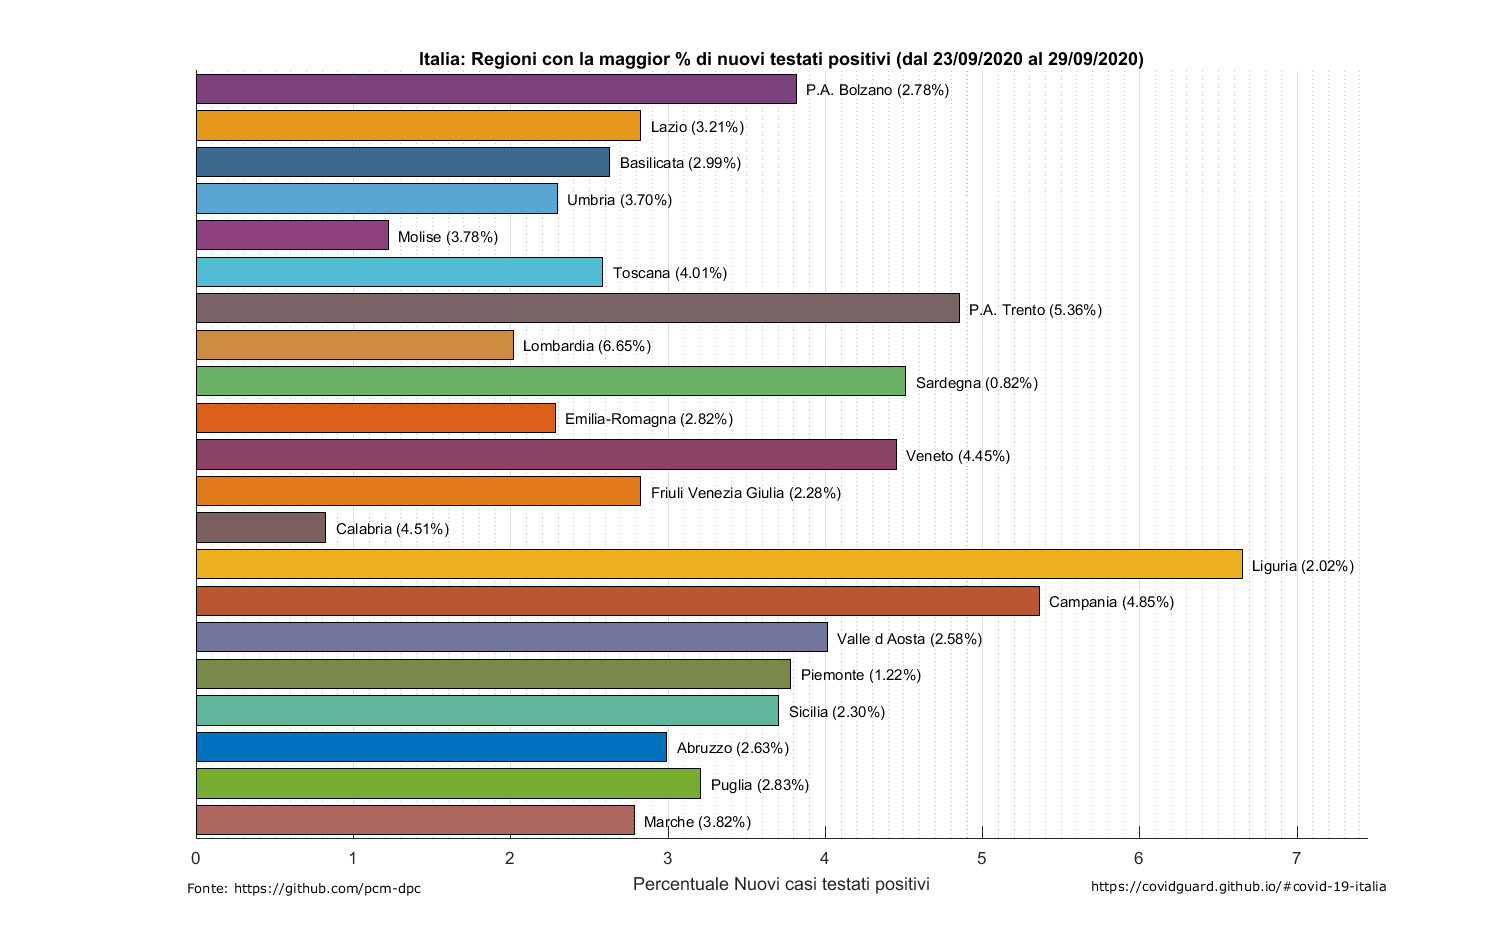 Italia: Regioni con la maggior % di nuovi testati positivi (dal 23/09/2020 al 29/09/2020)
P.A. Bolzano (2.78%)
Lazio (3.21%)
Basilicata (2.99%)
Umbria (3.70%)
Molise (3.78%)
Toscana (4.01%)
P.A. Trento (5.36%)
Lombardia (6.65%)
Sardegna (0.82%)
Emilia-Romagna (2.82%)
Veneto (4.45%)
Friuli Venezia Giulia (2.28%)
Calabria (4.51%)
Liguria (2.02%)
Campania (4.85%)
Valle d Aosta (2.58%)
Piemonte (1.22%)
Sicilia (2.30%)
Abruzzo (2.63%)
Puglia (2.83%)
Marche (3.82%)
0 1 2 3 4 5 6 7
Percentuale Nuovi casi testati positivi
Fonte: https://github.com/pcm-dpc
https://covidguard.github.io/#covid-19-italia